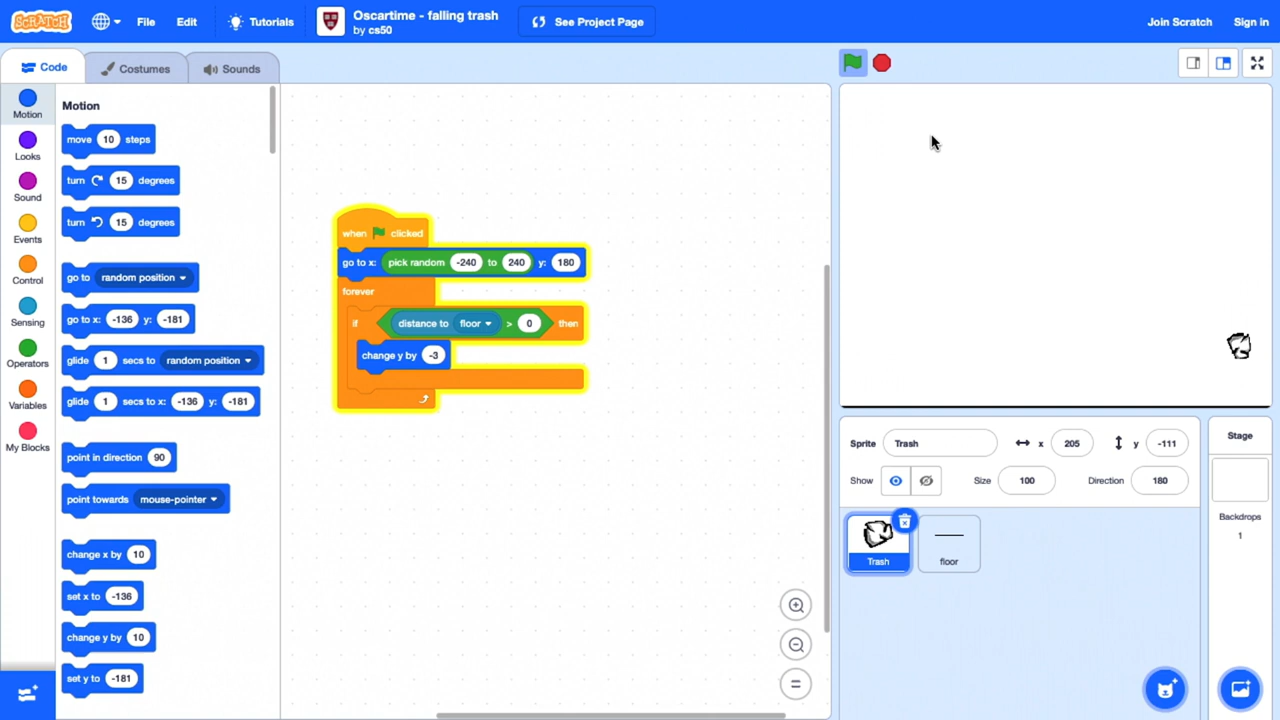 SCRATCH File Edit Tutorials Oscartime - falling trash See Project Page Join Scratch Sign in
by cs50
Code Costumes Sounds
Motion
Looks
Sound
Events
Control
Sensing
Operators
Variables
My Blocks
Motion
move 10 steps
turn 15 degrees
turn 15 degrees
go to random position
go to x: -136 y: -181
glide 1 secs to random position
glide 1 secs to x: -136 y: -181
point in direction 90
point towards mouse-pointer
change x by 10
set x to -136
change y by 10
set y to -181
when clicked
go to x: pick random -240 to 240 y: 180
forever
if distance to floor > 0 then
change y by -3
Sprite Trash x 205 y -111
Show Size 100 Direction 180
Trash floor
Stage
Backdrops
1